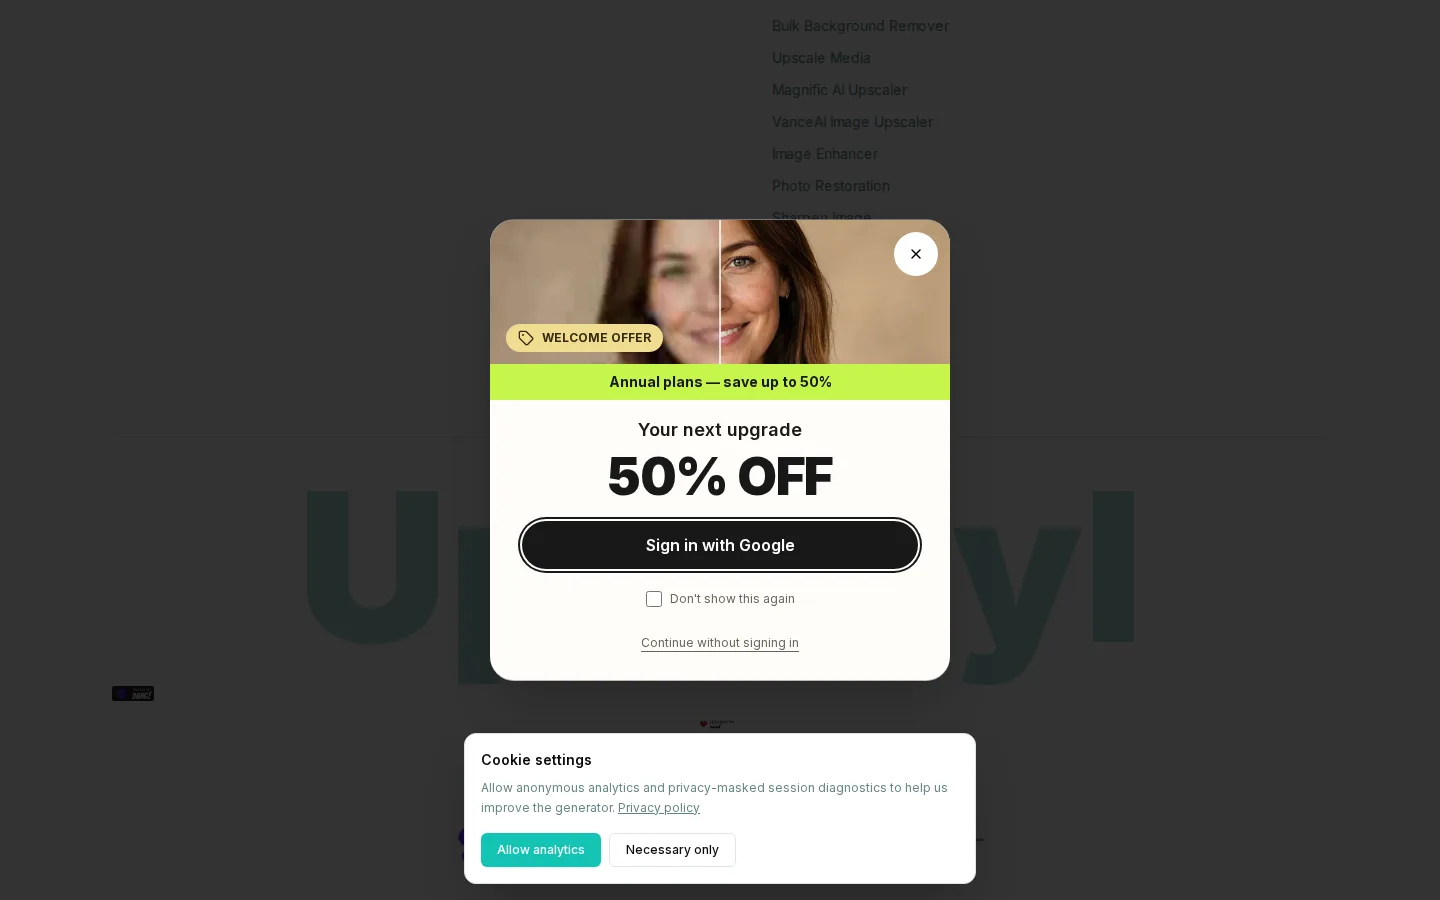 Bulk Background Remover
Upscale Media
Magnific AI Upscaler
VanceAI Image Upscaler
Image Enhancer
Photo Restoration
Sharpen Image
WELCOME OFFER
Annual plans — save up to 50%
Your next upgrade
50% OFF
Sign in with Google
Don't show this again
Continue without signing in
Cookie settings
Allow anonymous analytics and privacy-masked session diagnostics to help us
improve the generator. Privacy policy
Allow analytics
Necessary only